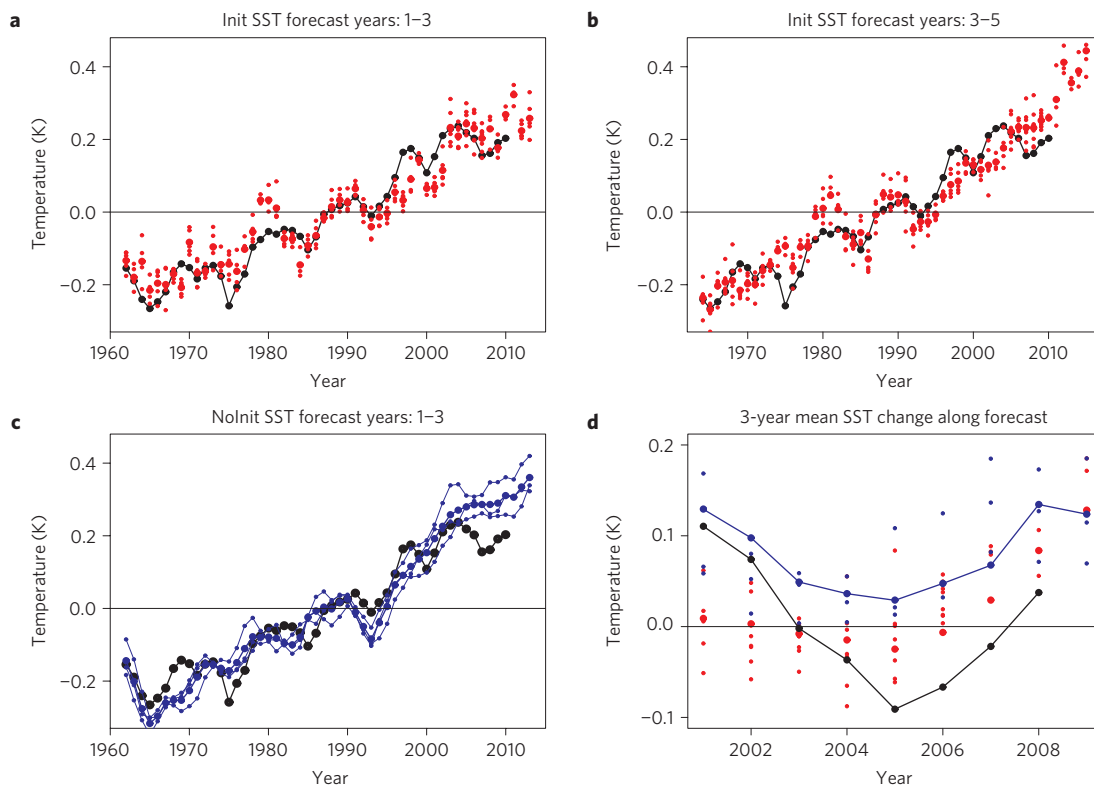 a
Init SST forecast years: 1–3
Temperature (K)
0.4
0.2
0.0
−0.2
1960 1970 1980 1990 2000 2010
Year
b
Init SST forecast years: 3–5
Temperature (K)
0.4
0.2
0.0
−0.2
1970 1980 1990 2000 2010
Year
c
NoInit SST forecast years: 1–3
Temperature (K)
0.4
0.2
0.0
−0.2
1960 1970 1980 1990 2000 2010
Year
d
3-year mean SST change along forecast
Temperature (K)
0.2
0.1
0.0
−0.1
2002 2004 2006 2008
Year